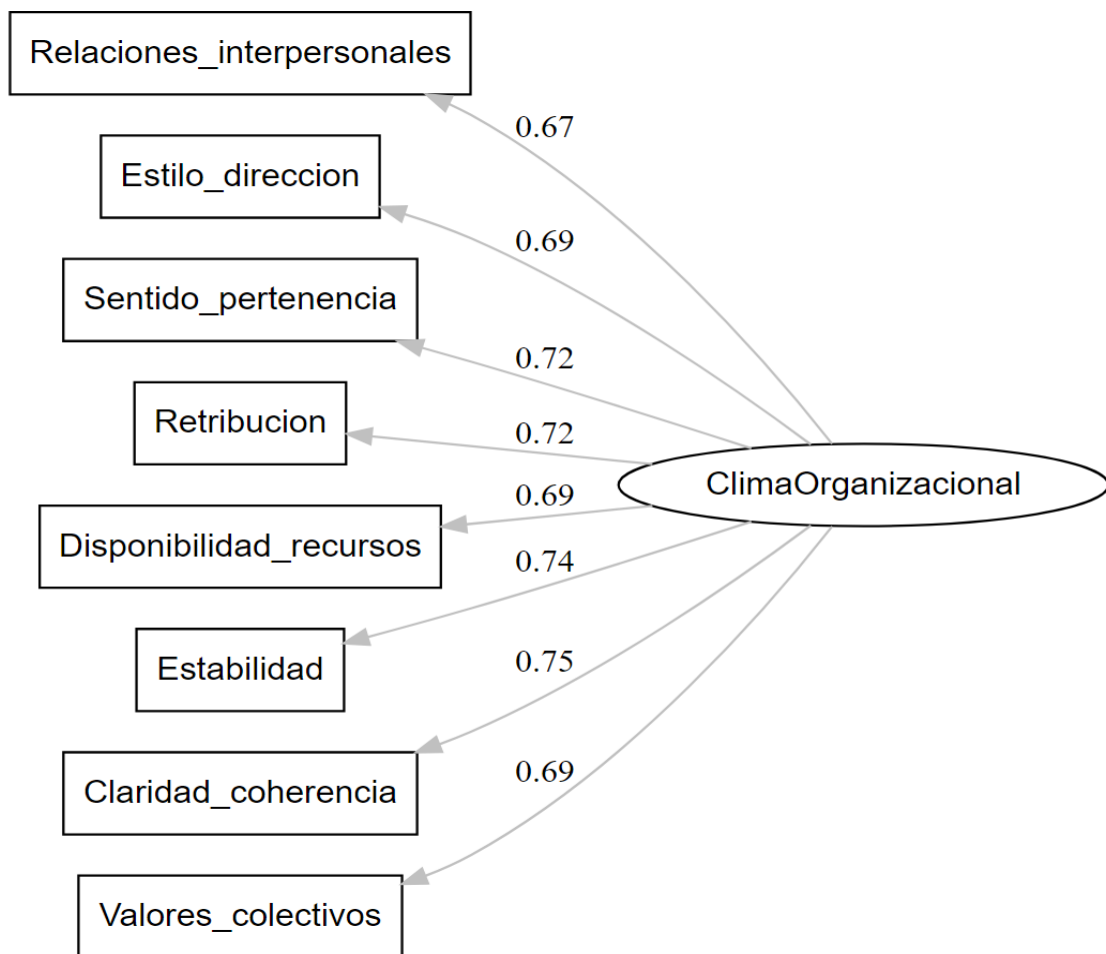 Relaciones_interpersonales
0.67
Estilo_direccion
0.69
Sentido_pertenencia
0.72
Retribucion
0.72
ClimaOrganizacional
Disponibilidad_recursos
0.69
Estabilidad
0.74
Claridad_coherencia
0.75
Valores_colectivos
0.69